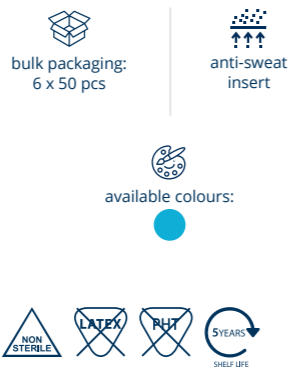 bulk packaging:
6 x 50 pcs
anti-sweat
insert
available colours:
NON
STERILE
LATEX
PHT
5YEARS
SHELF LIFE